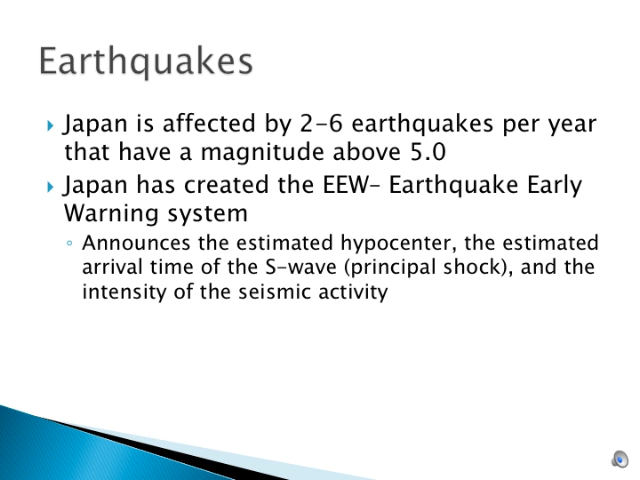 Earthquakes
Japan is affected by 2-6 earthquakes per year
that have a magnitude above 5.0
Japan has created the EEW- Earthquake Early
Warning system
Announces the estimated hypocenter, the estimated
arrival time of the S-wave (principal shock), and the
intensity of the seismic activity